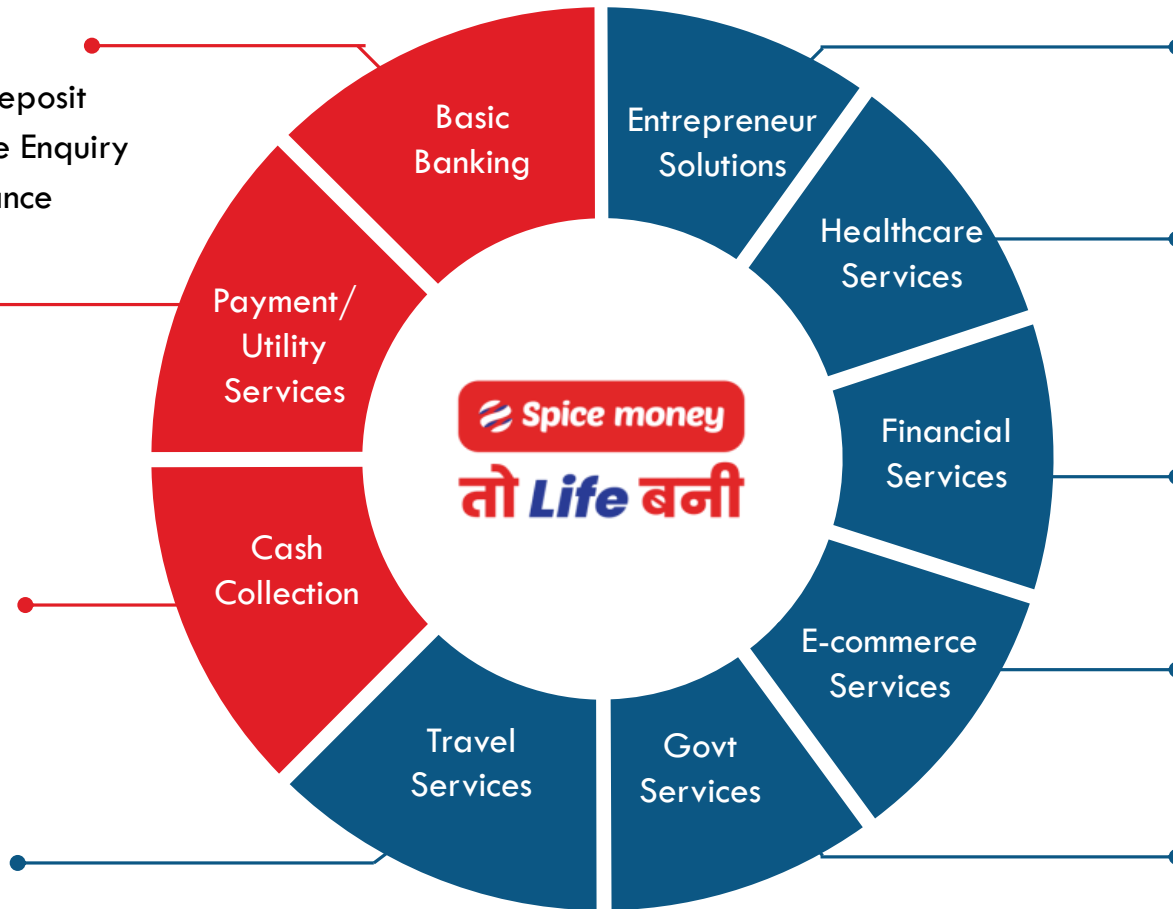 eposit
e Enquiry
nce
Basic
Banking
Entrepreneur
Solutions
Healthcare
Services
Payment/
Utility
Services
Spice money
तो Life बनी
Financial
Services
Cash
Collection
E-commerce
Services
Travel
Services
Govt
Services